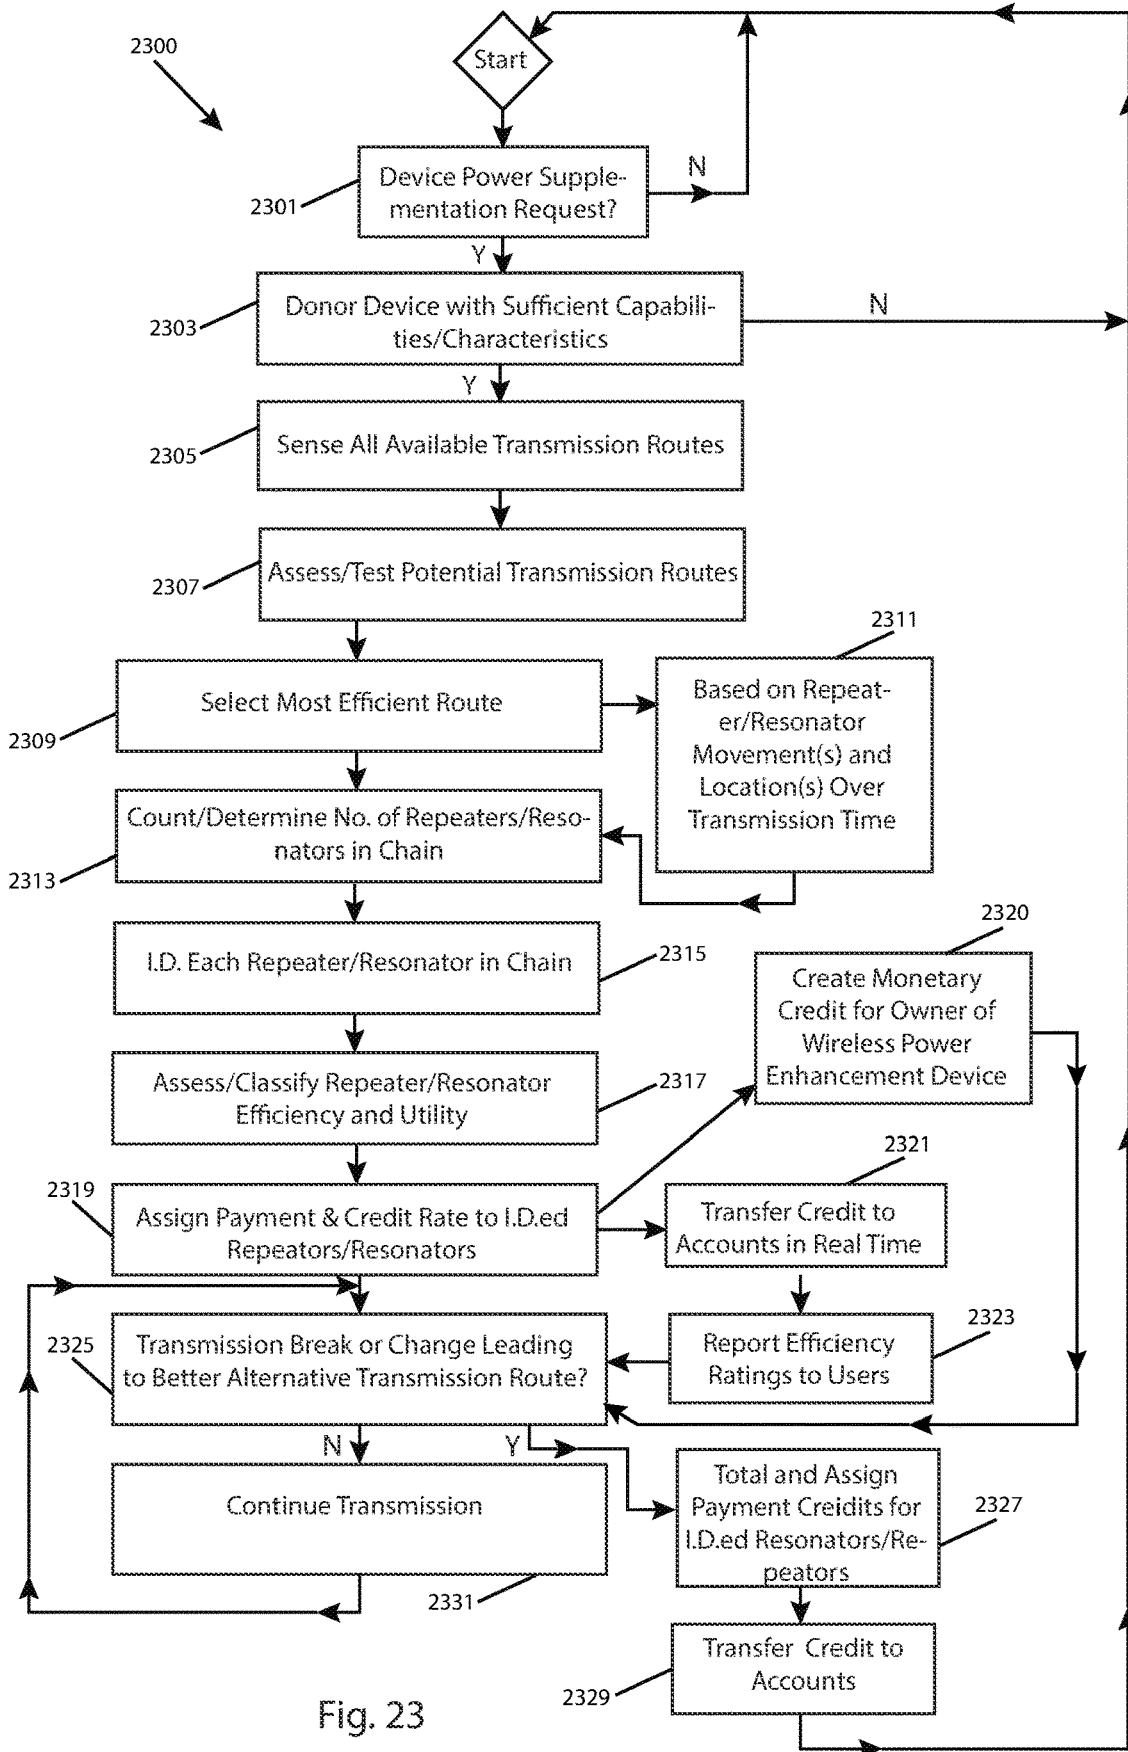 2300
Start
Device Power Supple-
mentation Request?
N
2301
Y
Donor Device with Sufficient Capabili-
ties/Characteristics
N
2303
Y
Sense All Available Transmission Routes
2305
Assess/Test Potential Transmission Routes
2307
2311
Select Most Efficient Route
2309
Based on Repeat-
er/Resonator
Movement(s) and
Location(s) Over
Transmission Time
Count/Determine No. of Repeaters/Reso-
nators in Chain
2313
I.D. Each Repeater/Resonator in Chain
2315
2320
Create Monetary
Credit for Owner of
Wireless Power
Enhancement Device
Assess/Classify Repeater/Resonator
Efficiency and Utility
2317
2319
Assign Payment & Credit Rate to I.D.ed
Repeators/Resonators
2321
Transfer Credit to
Accounts in Real Time
2325
Transmission Break or Change Leading
to Better Alternative Transmission Route?
Report Efficiency
Ratings to Users
2323
N
Y
Continue Transmission
2331
Total and Assign
Payment Creidits for
I.D.ed Resonators/Re-
peators
2327
Transfer Credit to
Accounts
2329
Fig. 23